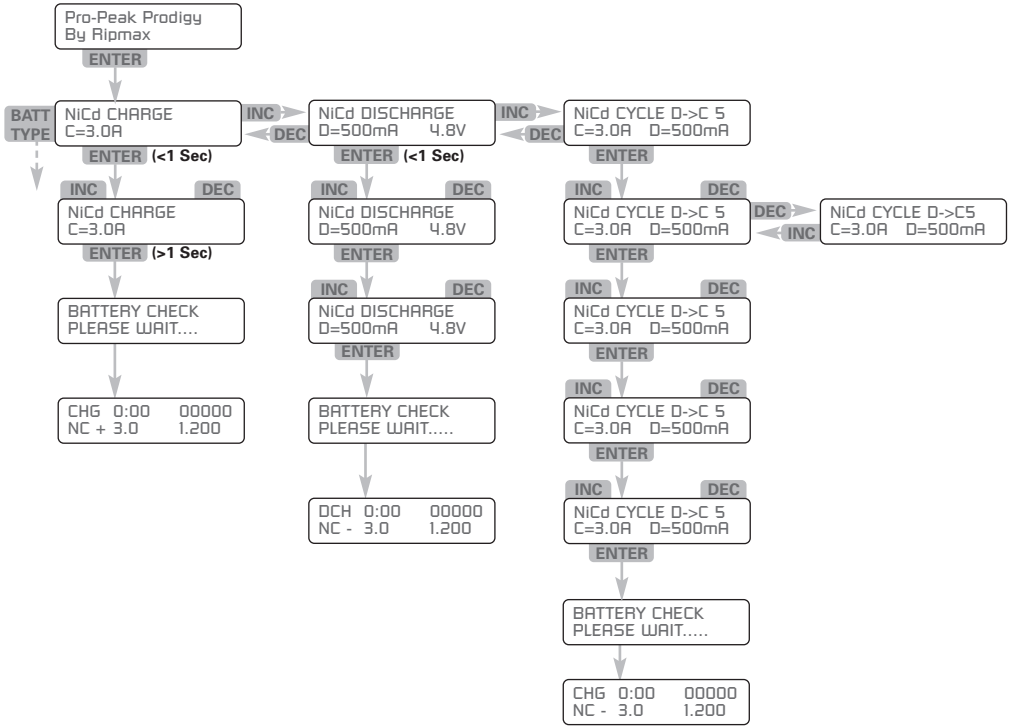 Pro-Peak Prodigy
By Ripmax
ENTER
BATT
TYPE
NiCd CHARGE
C=3.0A
INC
DEC
NiCd DISCHARGE
D=500mA 4.8V
INC
DEC
NiCd CYCLE D->C 5
C=3.0A D=500mA
ENTER (<1 Sec)
ENTER (<1 Sec)
ENTER
INC DEC
NiCd CHARGE
C=3.0A
INC DEC
NiCd DISCHARGE
D=500mA 4.8V
INC DEC
NiCd CYCLE D->C 5
C=3.0A D=500mA
DEC
INC
NiCd CYCLE D->C5
C=3.0A D=500mA
ENTER (>1 Sec)
ENTER
ENTER
BATTERY CHECK
PLEASE WAIT....
INC DEC
NiCd DISCHARGE
D=500mA 4.8V
INC DEC
NiCd CYCLE D->C 5
C=3.0A D=500mA
ENTER
ENTER
CHG 0:00 00000
NC + 3.0 1.200
BATTERY CHECK
PLEASE WAIT.....
INC DEC
NiCd CYCLE D->C 5
C=3.0A D=500mA
ENTER
DCH 0:00 00000
NC - 3.0 1.200
INC DEC
NiCd CYCLE D->C 5
C=3.0A D=500mA
ENTER
BATTERY CHECK
PLEASE WAIT.....
CHG 0:00 00000
NC - 3.0 1.200